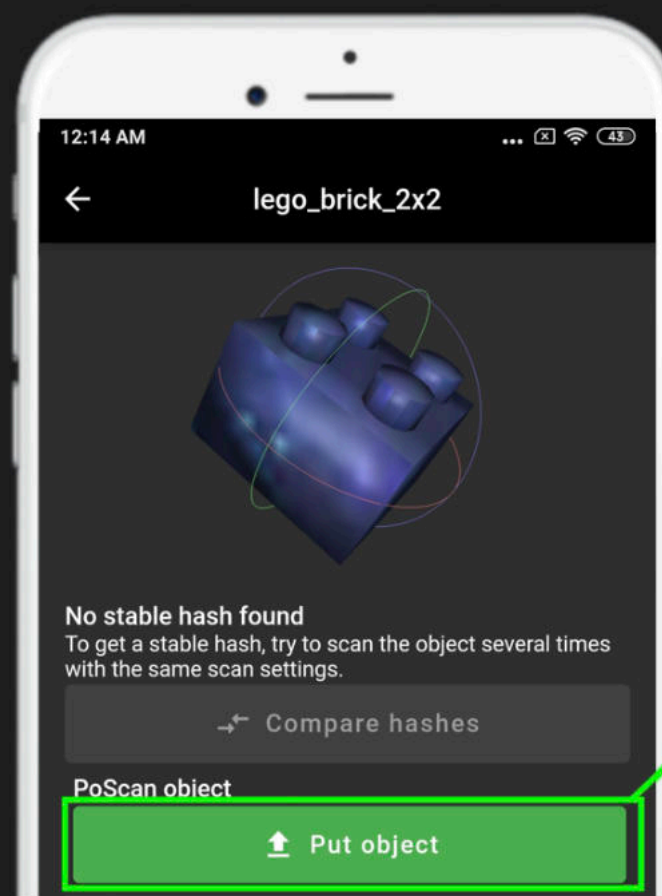 12:14 AM
43
lego_brick_2x2
No stable hash found
To get a stable hash, try to scan the object several times
with the same scan settings.
Compare hashes
PoScan object
Put object